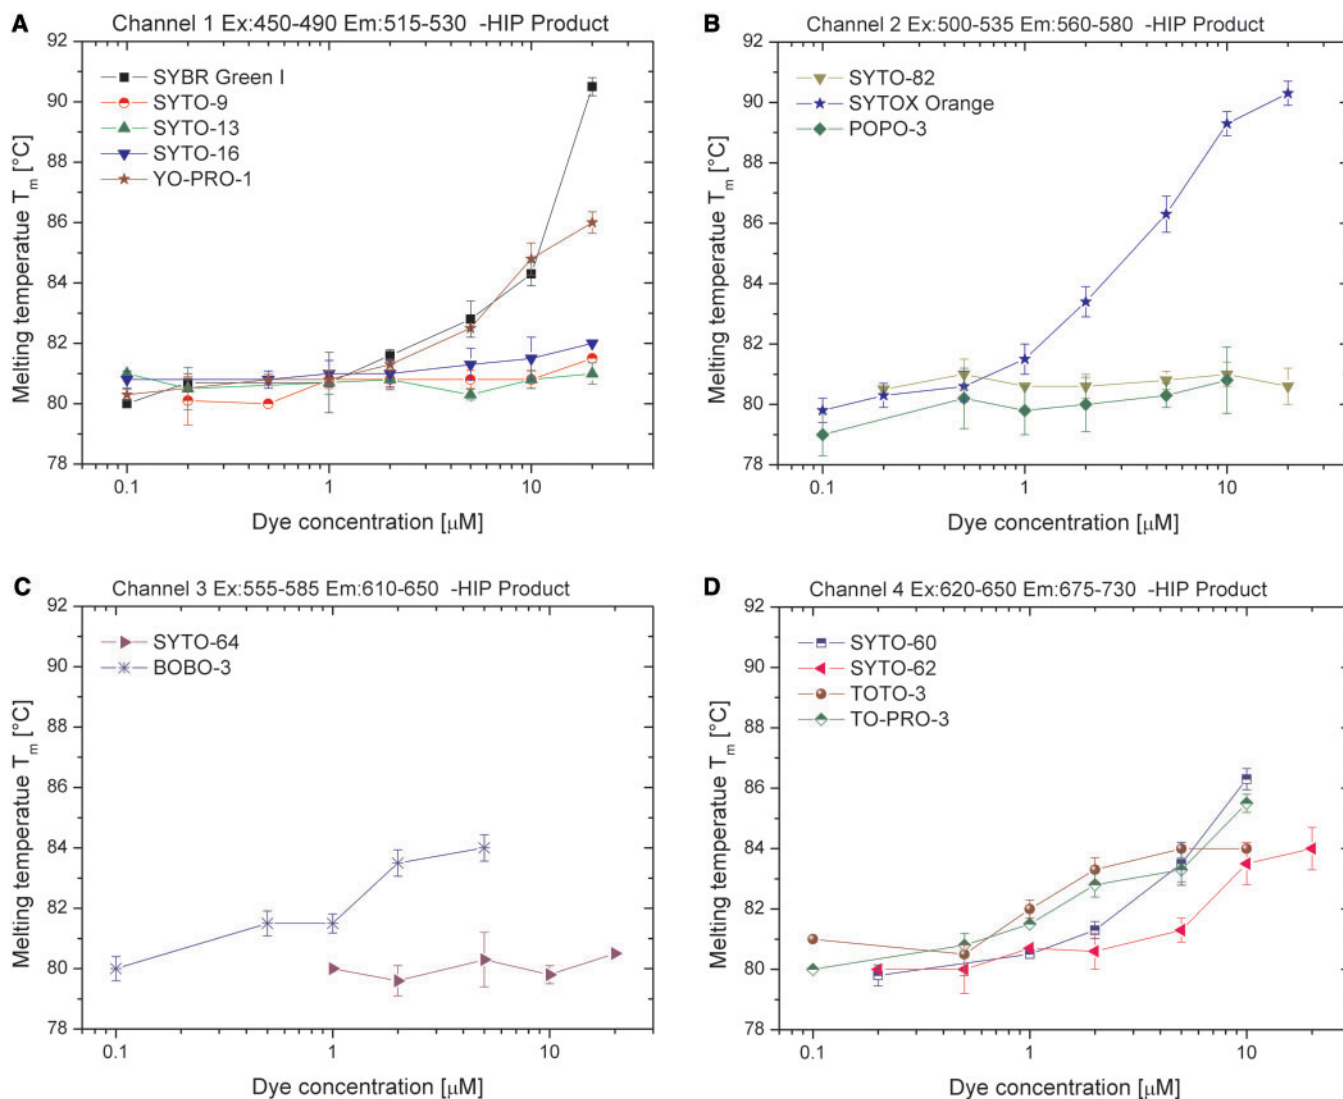 A Channel 1 Ex:450-490 Em:515-530 -HIP Product
92
90
88
86
84
82
80
78
Melting temperatue Tm [°C]
SYBR Green I
SYTO-9
SYTO-13
SYTO-16
YO-PRO-1
0.1 1 10
Dye concentration [μM]
B Channel 2 Ex:500-535 Em:560-580 -HIP Product
92
90
88
86
84
82
80
78
Melting temperatue Tm [°C]
SYTO-82
SYTOX Orange
POPO-3
0.1 1 10
Dye concentration [μM]
C Channel 3 Ex:555-585 Em:610-650 -HIP Product
92
90
88
86
84
82
80
78
Melting temperatue Tm [°C]
SYTO-64
BOBO-3
0.1 1 10
Dye concentration [μM]
D Channel 4 Ex:620-650 Em:675-730 -HIP Product
92
90
88
86
84
82
80
78
Melting temperatue Tm [°C]
SYTO-60
SYTO-62
TOTO-3
TO-PRO-3
0.1 1 10
Dye concentration [μM]